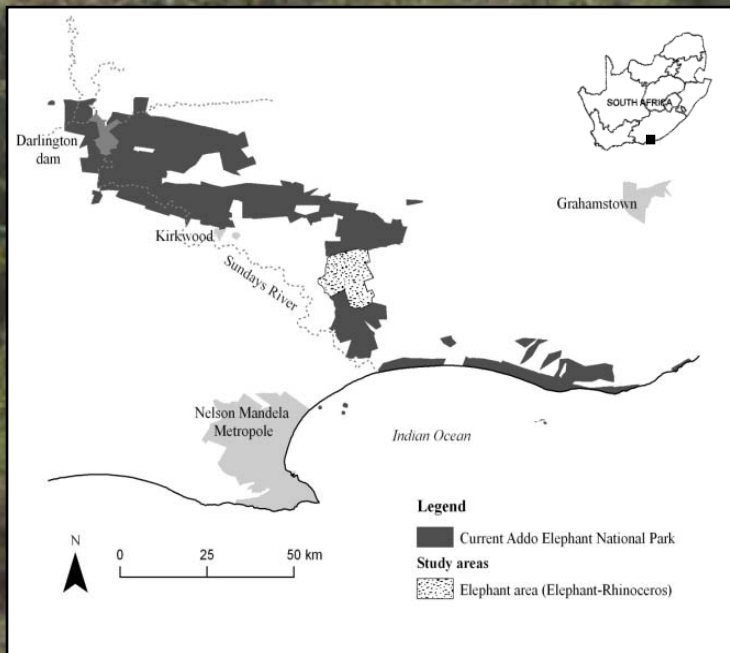 SOUTH AFRICA
Darlington
dam
Grahamstown
Kirkwood
Sundays River
Nelson Mandela
Metropole
Indian Ocean
Legend
Current Addo Elephant National Park
Study areas
Elephant area (Elephant-Rhinoceros)
N
0 25 50 km